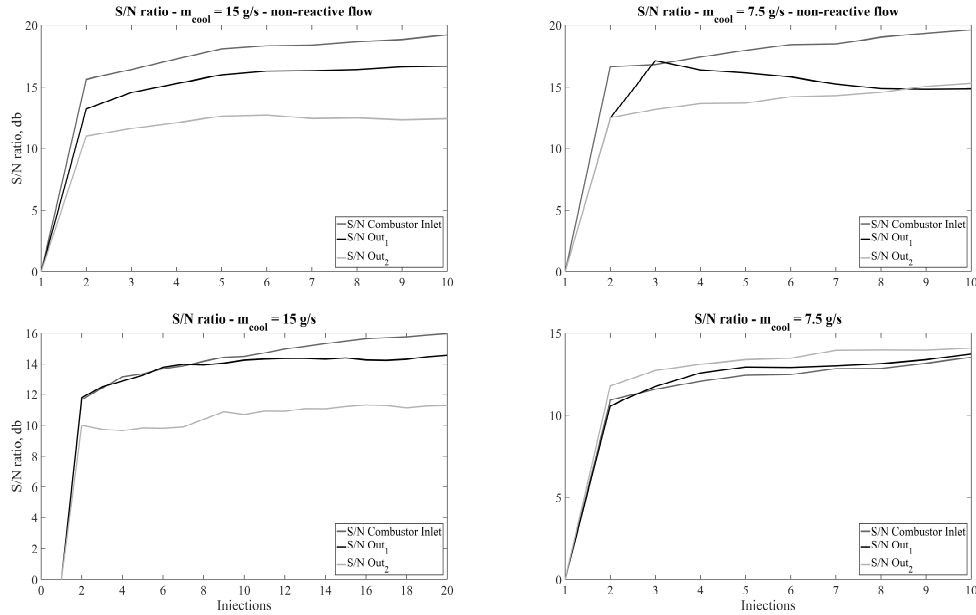 S/N ratio - m_cool = 15 g/s - non-reactive flow
S/N ratio, db
20
15
10
5
0
1 2 3 4 5 6 7 8 9 10
S/N Combustor Inlet
S/N Out_1
S/N Out_2
S/N ratio - m_cool = 7.5 g/s - non-reactive flow
20
15
10
5
0
1 2 3 4 5 6 7 8 9 10
S/N Combustor Inlet
S/N Out_1
S/N Out_2
S/N ratio - m_cool = 15 g/s
S/N ratio, db
16
14
12
10
8
6
4
2
0
0 2 4 6 8 10 12 14 16 18 20
Injections
S/N Combustor Inlet
S/N Out_1
S/N Out_2
S/N ratio - m_cool = 7.5 g/s
15
10
5
0
1 2 3 4 5 6 7 8 9 10
Injections
S/N Combustor Inlet
S/N Out_1
S/N Out_2